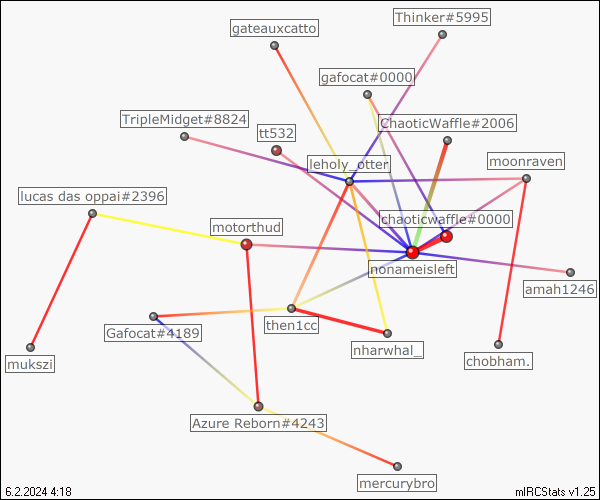 Thinker#5995
gateauxcatto
gafocat#0000
TripleMidget#8824
ChaoticWaffle#2006
tt532
leholy_otter
moonraven
lucas das oppai#2396
chaoticwaffle#0000
motorthud
nonameisleft
amah1246
then1cc
Gafocat#4189
nharwhal_
mukszi
chobham.
Azure Reborn#4243
mercurybro
6.2.2024 4:18
mIRCStats v1.25